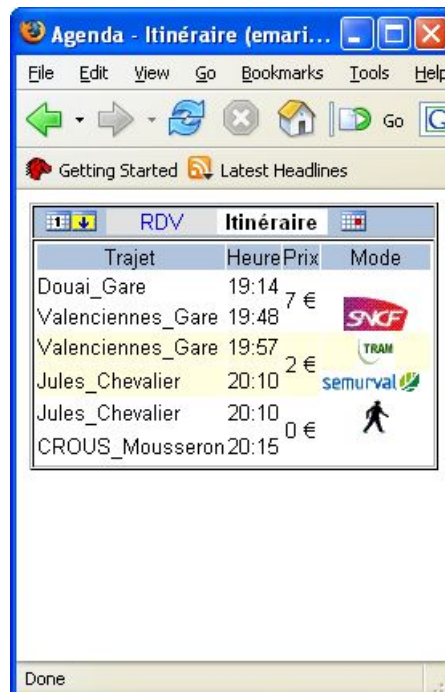 Agenda - Itinéraire (emari...
File Edit View Go Bookmarks Tools Help
Go G
Getting Started Latest Headlines
1 RDV Itinéraire
Trajet Heure Prix Mode
Douai_Gare 19:14
7 €
Valenciennes_Gare 19:48 SNCF
Valenciennes_Gare 19:57 TRAM
2 €
Jules_Chevalier 20:10 semurval
Jules_Chevalier 20:10
0 €
CROUS_Mousseron 20:15
Done